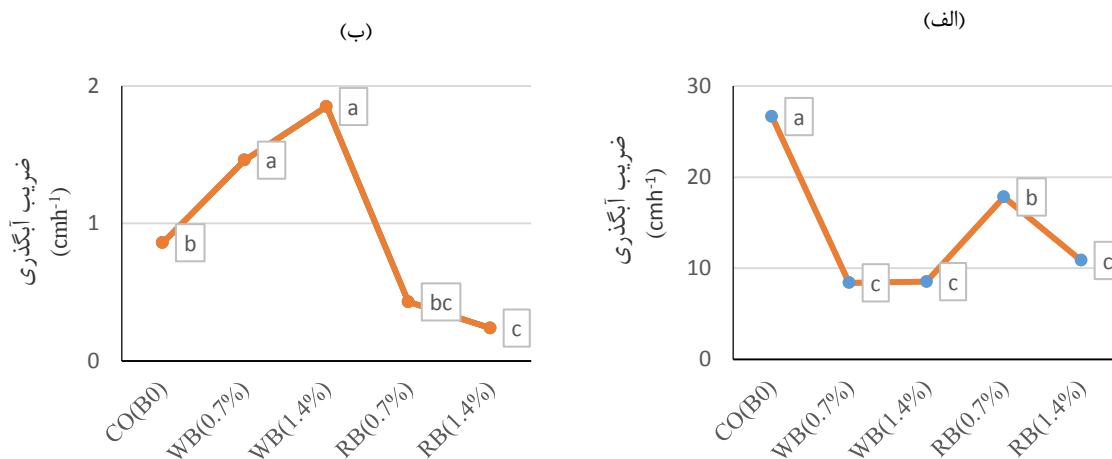 (ب)
ضریب آبگذری
(cmh-1)
2
1
0
b
a
a
bc
c
CO(B0)
WB(0.7%)
WB(1.4%)
RB(0.7%)
RB(1.4%)
(الف)
ضریب آبگذری
(cmh-1)
30
20
10
0
a
c
c
b
c
CO(B0)
WB(0.7%)
WB(1.4%)
RB(0.7%)
RB(1.4%)